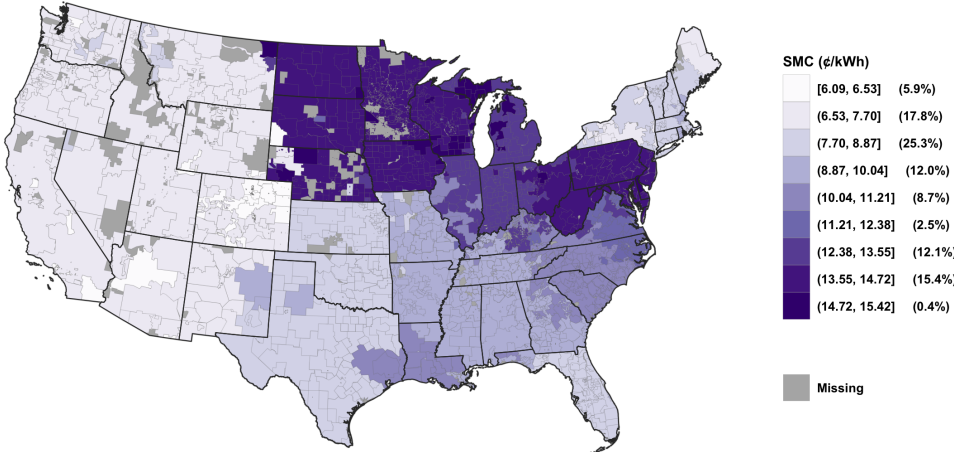 SMC (¢/kWh)
[6.09, 6.53] (5.9%)
(6.53, 7.70] (17.8%)
(7.70, 8.87] (25.3%)
(8.87, 10.04] (12.0%)
(10.04, 11.21] (8.7%)
(11.21, 12.38] (2.5%)
(12.38, 13.55] (12.1%)
(13.55, 14.72] (15.4%)
(14.72, 15.42] (0.4%)
Missing